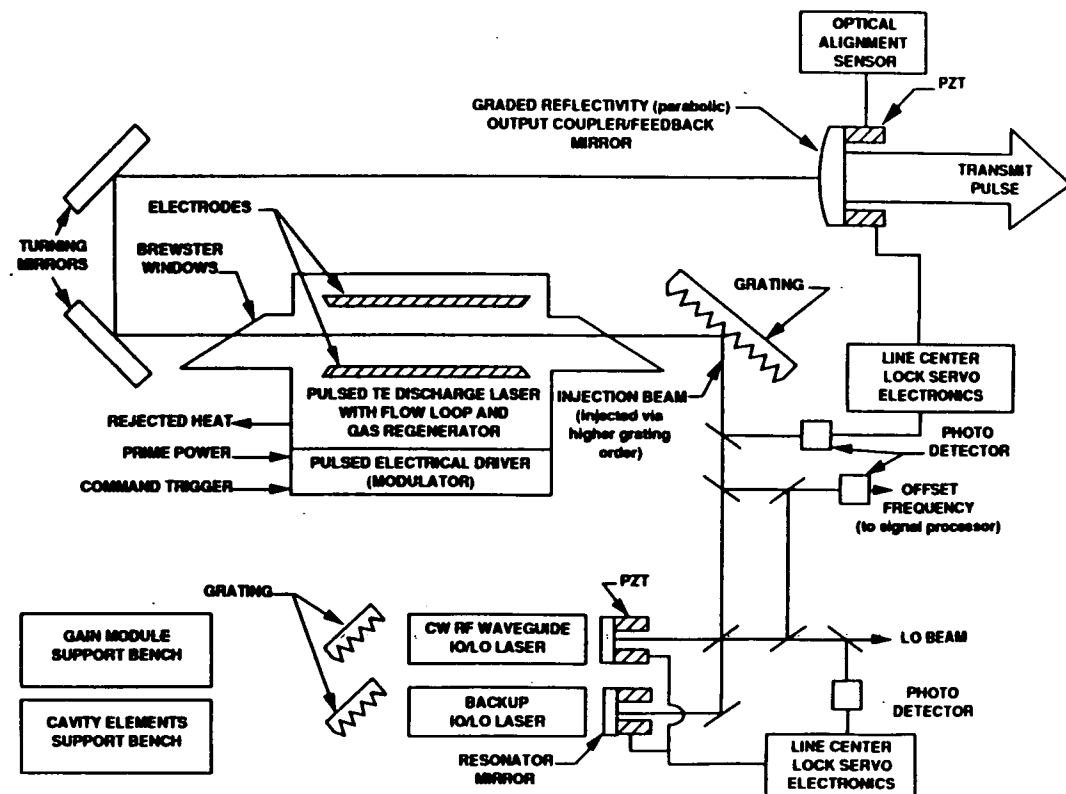 OPTICAL
ALIGNMENT
SENSOR
PZT
GRADED REFLECTIVITY (parabolic)
OUTPUT COUPLER/FEEDBACK
MIRROR
TRANSMIT
PULSE
ELECTRODES
TURNING
MIRRORS
BREWSTER
WINDOWS
GRATING
LINE CENTER
LOCK SERVO
ELECTRONICS
PULSED TE DISCHARGE LASER
WITH FLOW LOOP AND
GAS REGENERATOR
INJECTION BEAM
(injected via
higher grating
order)
REJECTED HEAT
PRIME POWER
COMMAND TRIGGER
PULSED ELECTRICAL DRIVER
(MODULATOR)
PHOTO
DETECTOR
OFFSET
FREQUENCY
(to signal processor)
GRATING
PZT
GAIN MODULE
SUPPORT BENCH
CW RF WAVEGUIDE
IO/LO LASER
LO BEAM
CAVITY ELEMENTS
SUPPORT BENCH
BACKUP
IO/LO LASER
PHOTO
DETECTOR
RESONATOR
MIRROR
LINE CENTER
LOCK SERVO
ELECTRONICS